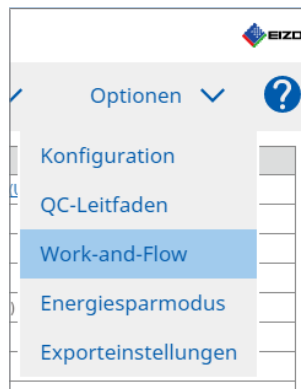 EIZO
Optionen
Konfiguration
QC-Leitfaden
Work-and-Flow
Energiesparmodus
Exporteinstellungen